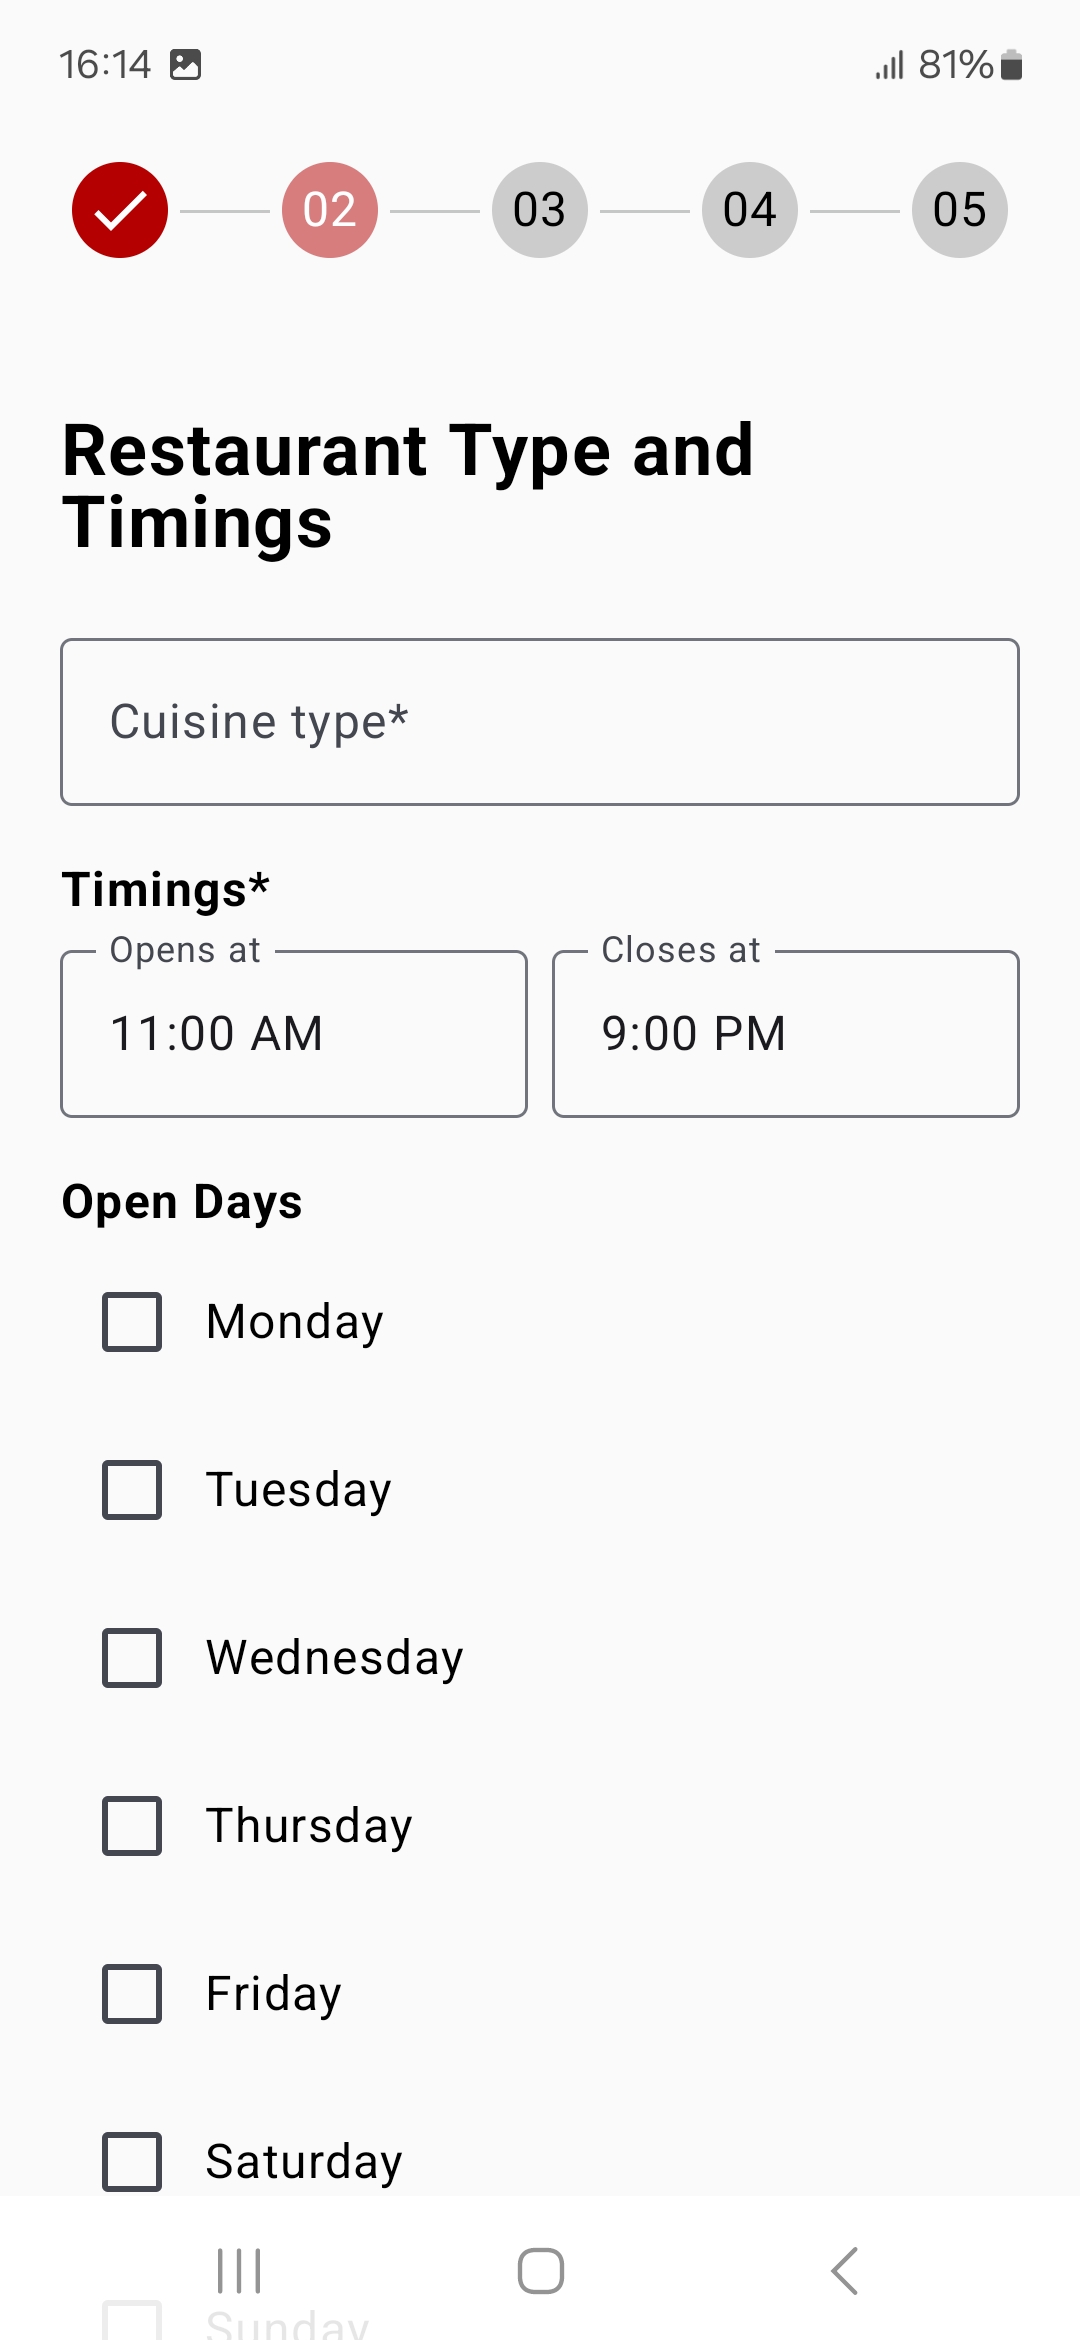 16:14 81%
02 03 04 05
Restaurant Type and
Timings
Cuisine type*
Timings*
Opens at Closes at
11:00 AM 9:00 PM
Open Days
Monday
Tuesday
Wednesday
Thursday
Friday
Saturday
Sunday